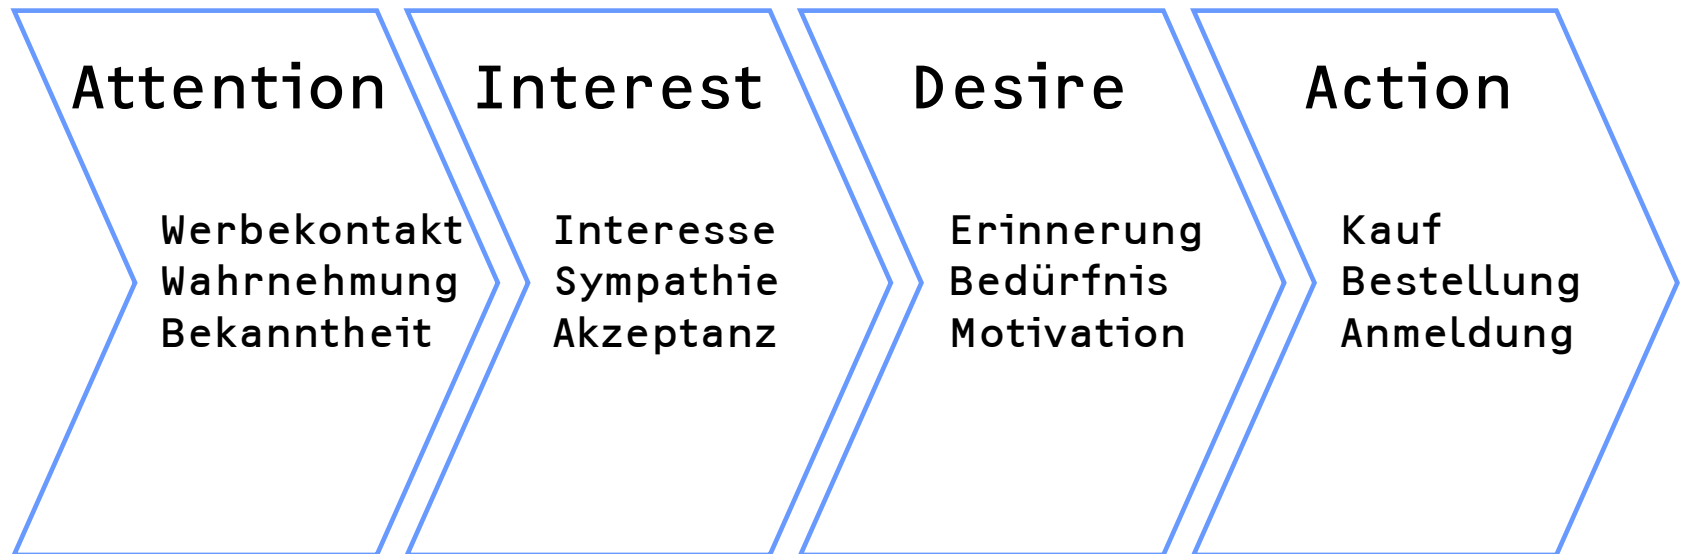 Attention
Werbekontakt
Wahrnehmung
Bekanntheit
Interest
Interesse
Sympathie
Akzeptanz
Desire
Erinnerung
Bedürfnis
Motivation
Action
Kauf
Bestellung
Anmeldung